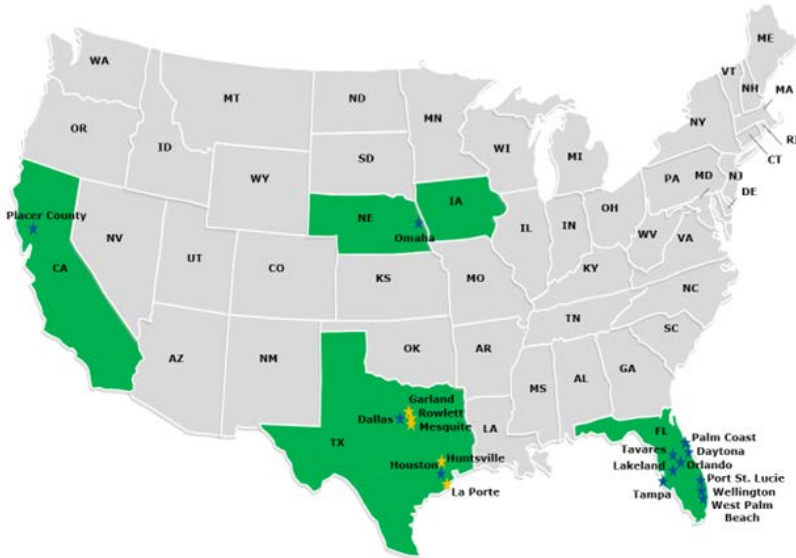 ME
WA
VT
NH
MT
ND
MA
MN
OR
NY
ID
SD
WI
RI
MI
CT
WY
PA
MD
NJ
IA
DE
Placer County
NE
OH
Omaha
IL
IN
NV
WV
VA
UT
CO
CA
KS
MO
KY
NC
TN
SC
AZ
NM
OK
AR
GA
MS
AL
Garland
Rowlett
Dallas
Mesquite
LA
TX
FL
Palm Coast
Tavares
Daytona
Huntsville
Houston
Lakeland
Orlando
Port St. Lucie
La Porte
Tampa
Wellington
West Palm
Beach